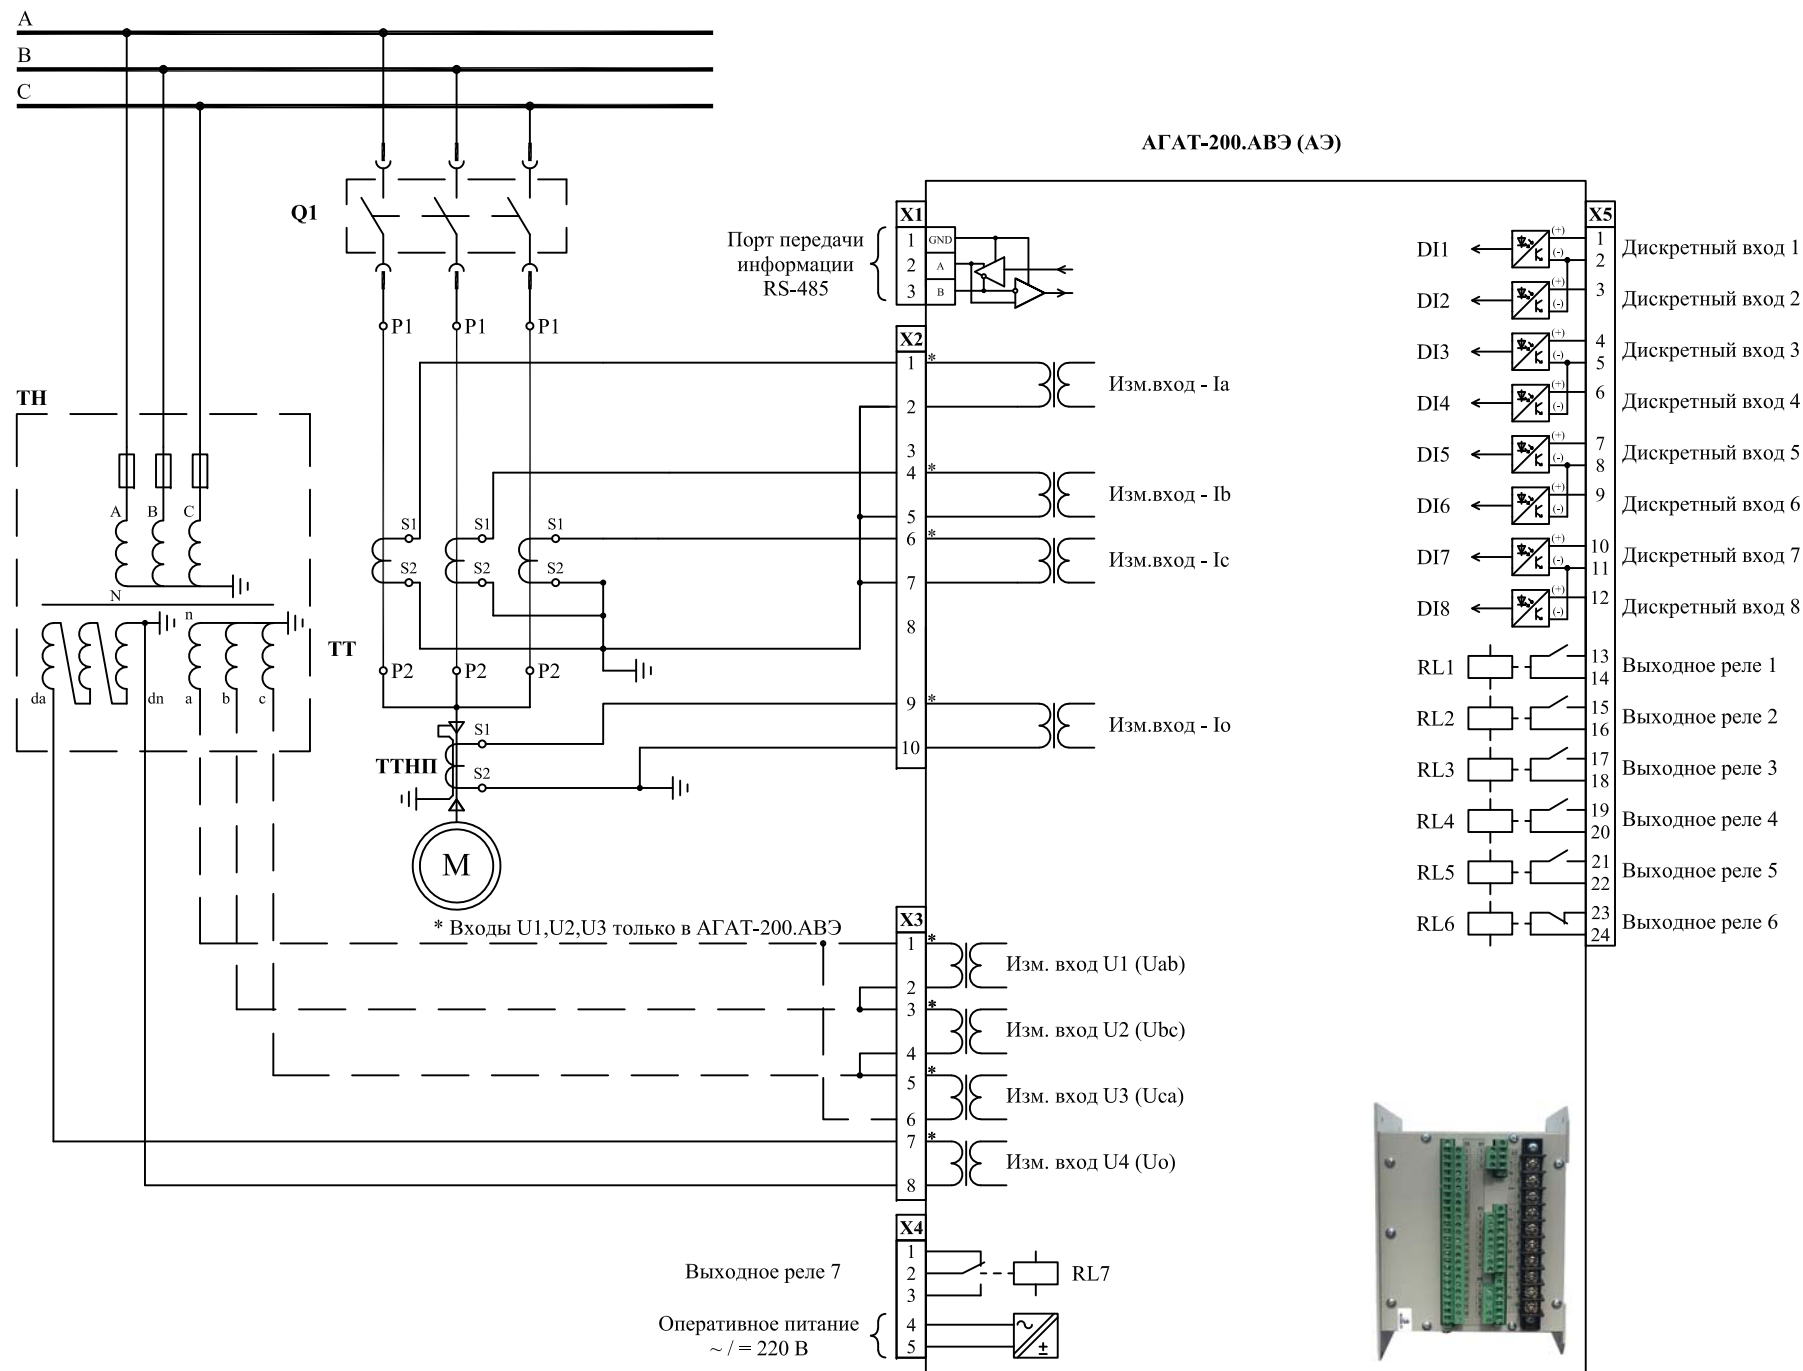 A
B
C
АГАТ-200.АВЭ (АЭ)
Q1
X1
1 GND
2 A
3 B
Порт передачи
информации
RS-485
P1 P1 P1
X2
1 *
2
3
4 *
5
6 *
7
8
9 *
10
Изм.вход - Ia
Изм.вход - Ib
Изм.вход - Ic
Изм.вход - Io
ТН
A B C
N
n
da dn a b c
ТТ
S1 S1 S1
S2 S2 S2
P2 P2 P2
ТТНП
S1
S2
M
* Входы U1,U2,U3 только в АГАТ-200.АВЭ
X3
1 *
2
3 *
4
5 *
6
7 *
8
Изм. вход U1 (Uab)
Изм. вход U2 (Ubc)
Изм. вход U3 (Uca)
Изм. вход U4 (Uo)
X4
1
2
3
4
5
Выходное реле 7
RL7
Оперативное питание
~ / = 220 В
~
±
X5
DI1 (+) 1 Дискретный вход 1
(-) 2
DI2 (+) 3 Дискретный вход 2
(-)
DI3 (+) 4 Дискретный вход 3
(-) 5
DI4 (+) 6 Дискретный вход 4
(-)
DI5 (+) 7 Дискретный вход 5
(-) 8
DI6 (+) 9 Дискретный вход 6
(-)
DI7 (+) 10 Дискретный вход 7
(-) 11
DI8 (+) 12 Дискретный вход 8
(-)
RL1 13 Выходное реле 1
14
RL2 15 Выходное реле 2
16
RL3 17 Выходное реле 3
18
RL4 19 Выходное реле 4
20
RL5 21 Выходное реле 5
22
RL6 23 Выходное реле 6
24